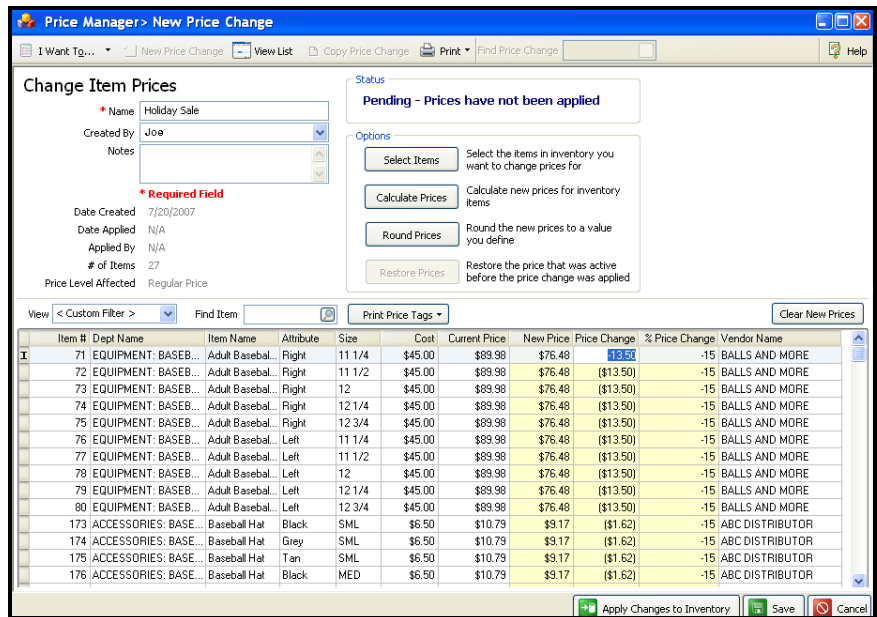 Price Manager> New Price Change
I Want To... New Price Change View List Copy Price Change Print Find Price Change Help
Change Item Prices
* Name Holiday Sale
Created By Joe
Notes
* Required Field
Date Created 7/20/2007
Date Applied N/A
Applied By N/A
# of Items 27
Price Level Affected Regular Price
Status
Pending - Prices have not been applied
Options
Select Items Select the items in inventory you
want to change prices for
Calculate Prices Calculate new prices for inventory
items
Round Prices Round the new prices to a value
you define
Restore Prices Restore the price that was active
before the price change was applied
View < Custom Filter > Find Item Print Price Tags Clear New Prices
Item # Dept Name Item Name Attribute Size Cost Current Price New Price Price Change % Price Change Vendor Name
71 EQUIPMENT: BASEB... Adult Basebal... Right 11 1/4 $45.00 $89.98 $76.48 -13.50 -15 BALLS AND MORE
72 EQUIPMENT: BASEB... Adult Basebal... Right 11 1/2 $45.00 $89.98 $76.48 ($13.50) -15 BALLS AND MORE
73 EQUIPMENT: BASEB... Adult Basebal... Right 12 $45.00 $89.98 $76.48 ($13.50) -15 BALLS AND MORE
74 EQUIPMENT: BASEB... Adult Basebal... Right 12 1/4 $45.00 $89.98 $76.48 ($13.50) -15 BALLS AND MORE
75 EQUIPMENT: BASEB... Adult Basebal... Right 12 3/4 $45.00 $89.98 $76.48 ($13.50) -15 BALLS AND MORE
76 EQUIPMENT: BASEB... Adult Basebal... Left 11 1/4 $45.00 $89.98 $76.48 ($13.50) -15 BALLS AND MORE
77 EQUIPMENT: BASEB... Adult Basebal... Left 11 1/2 $45.00 $89.98 $76.48 ($13.50) -15 BALLS AND MORE
78 EQUIPMENT: BASEB... Adult Basebal... Left 12 $45.00 $89.98 $76.48 ($13.50) -15 BALLS AND MORE
79 EQUIPMENT: BASEB... Adult Basebal... Left 12 1/4 $45.00 $89.98 $76.48 ($13.50) -15 BALLS AND MORE
80 EQUIPMENT: BASEB... Adult Basebal... Left 12 3/4 $45.00 $89.98 $76.48 ($13.50) -15 BALLS AND MORE
173 ACCESSORIES: BASE... Baseball Hat Black SML $6.50 $10.79 $9.17 ($1.62) -15 ABC DISTRIBUTOR
174 ACCESSORIES: BASE... Baseball Hat Grey SML $6.50 $10.79 $9.17 ($1.62) -15 ABC DISTRIBUTOR
175 ACCESSORIES: BASE... Baseball Hat Tan SML $6.50 $10.79 $9.17 ($1.62) -15 ABC DISTRIBUTOR
176 ACCESSORIES: BASE... Baseball Hat Black MED $6.50 $10.79 $9.17 ($1.62) -15 ABC DISTRIBUTOR
Apply Changes to Inventory Save Cancel